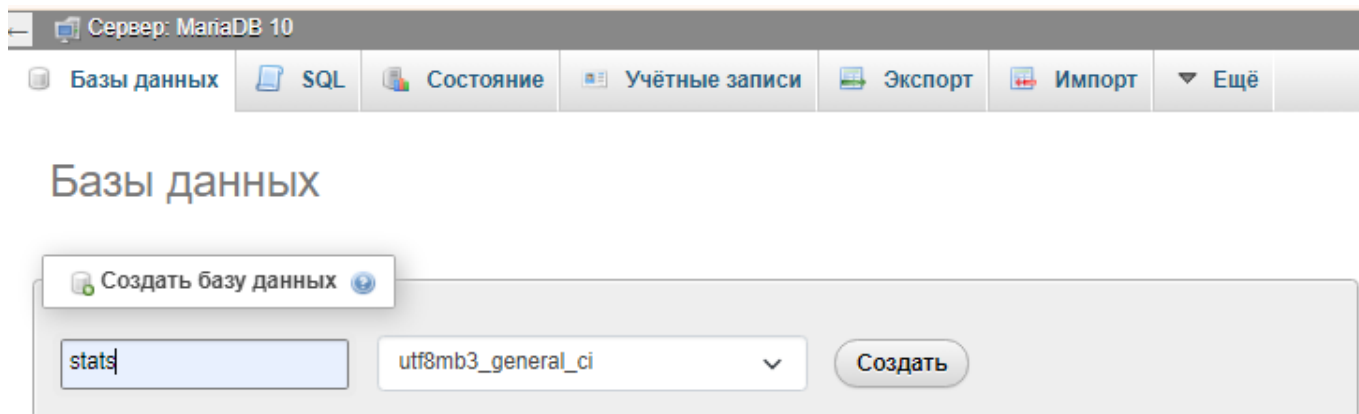 Сервер: MariaDB 10
Базы данных SQL Состояние Учётные записи Экспорт Импорт Ещё
Базы данных
Создать базу данных
stats utf8mb3_general_ci Создать